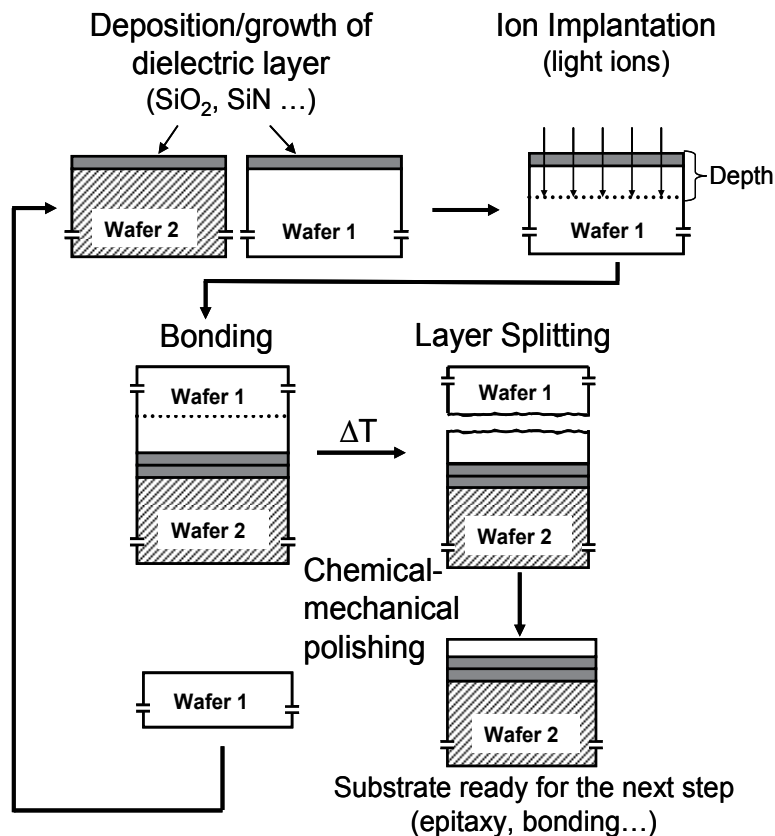 Deposition/growth of
dielectric layer
(SiO₂, SiN ...)
Ion Implantation
(light ions)
Wafer 2
Wafer 1
Depth
Wafer 1
Bonding
Layer Splitting
Wafer 1
Wafer 1
ΔT
Wafer 2
Wafer 2
Chemical-
mechanical
polishing
Wafer 1
Wafer 2
Substrate ready for the next step
(epitaxy, bonding...)